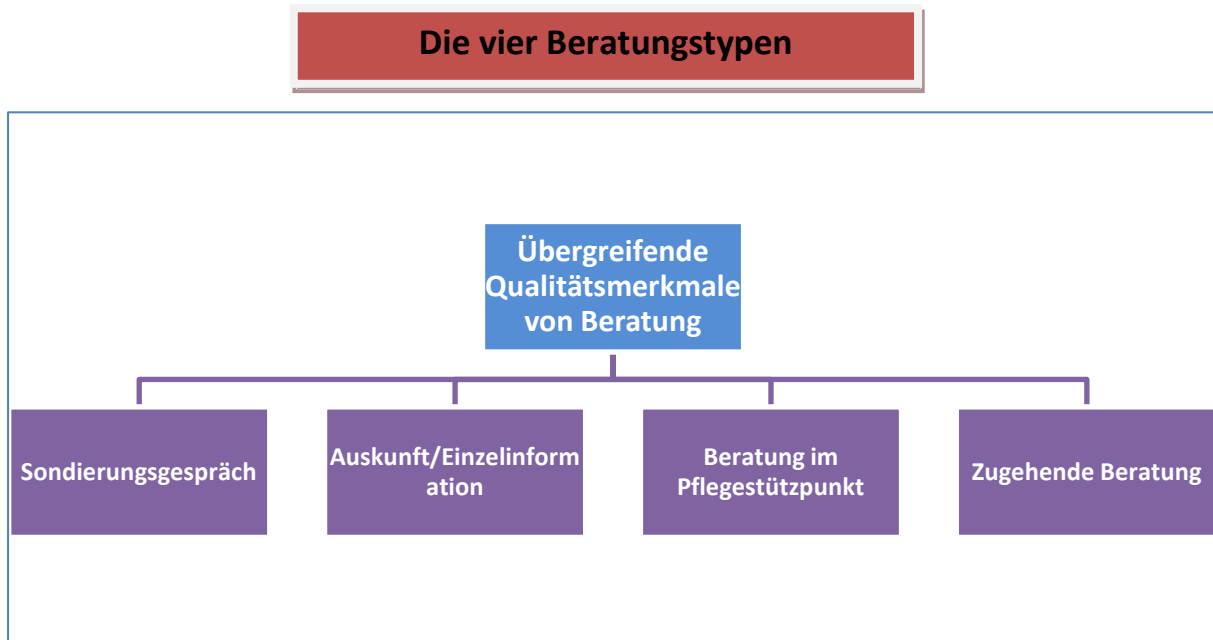 Die vier Beratungstypen
Übergreifende
Qualitätsmerkmale
von Beratung
Sondierungsgespräch
Auskunft/Einzelinform
ation
Beratung im
Pflegestützpunkt
Zugehende Beratung